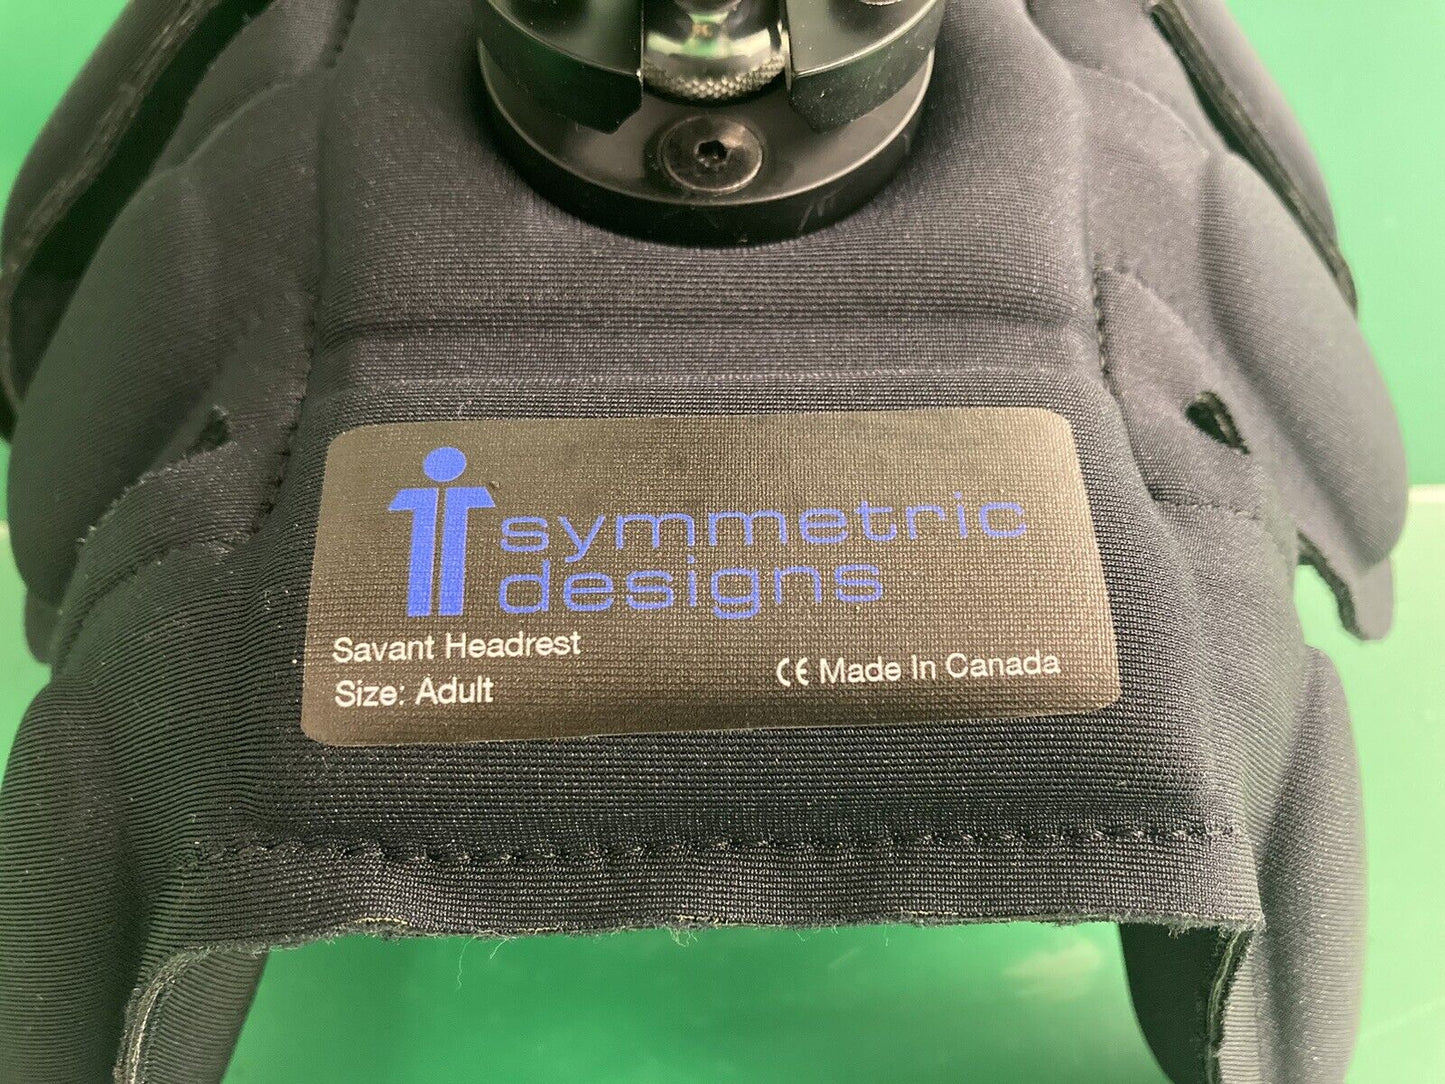 symmetric
designs
Savant Headrest
Size: Adult
CE Made In Canada